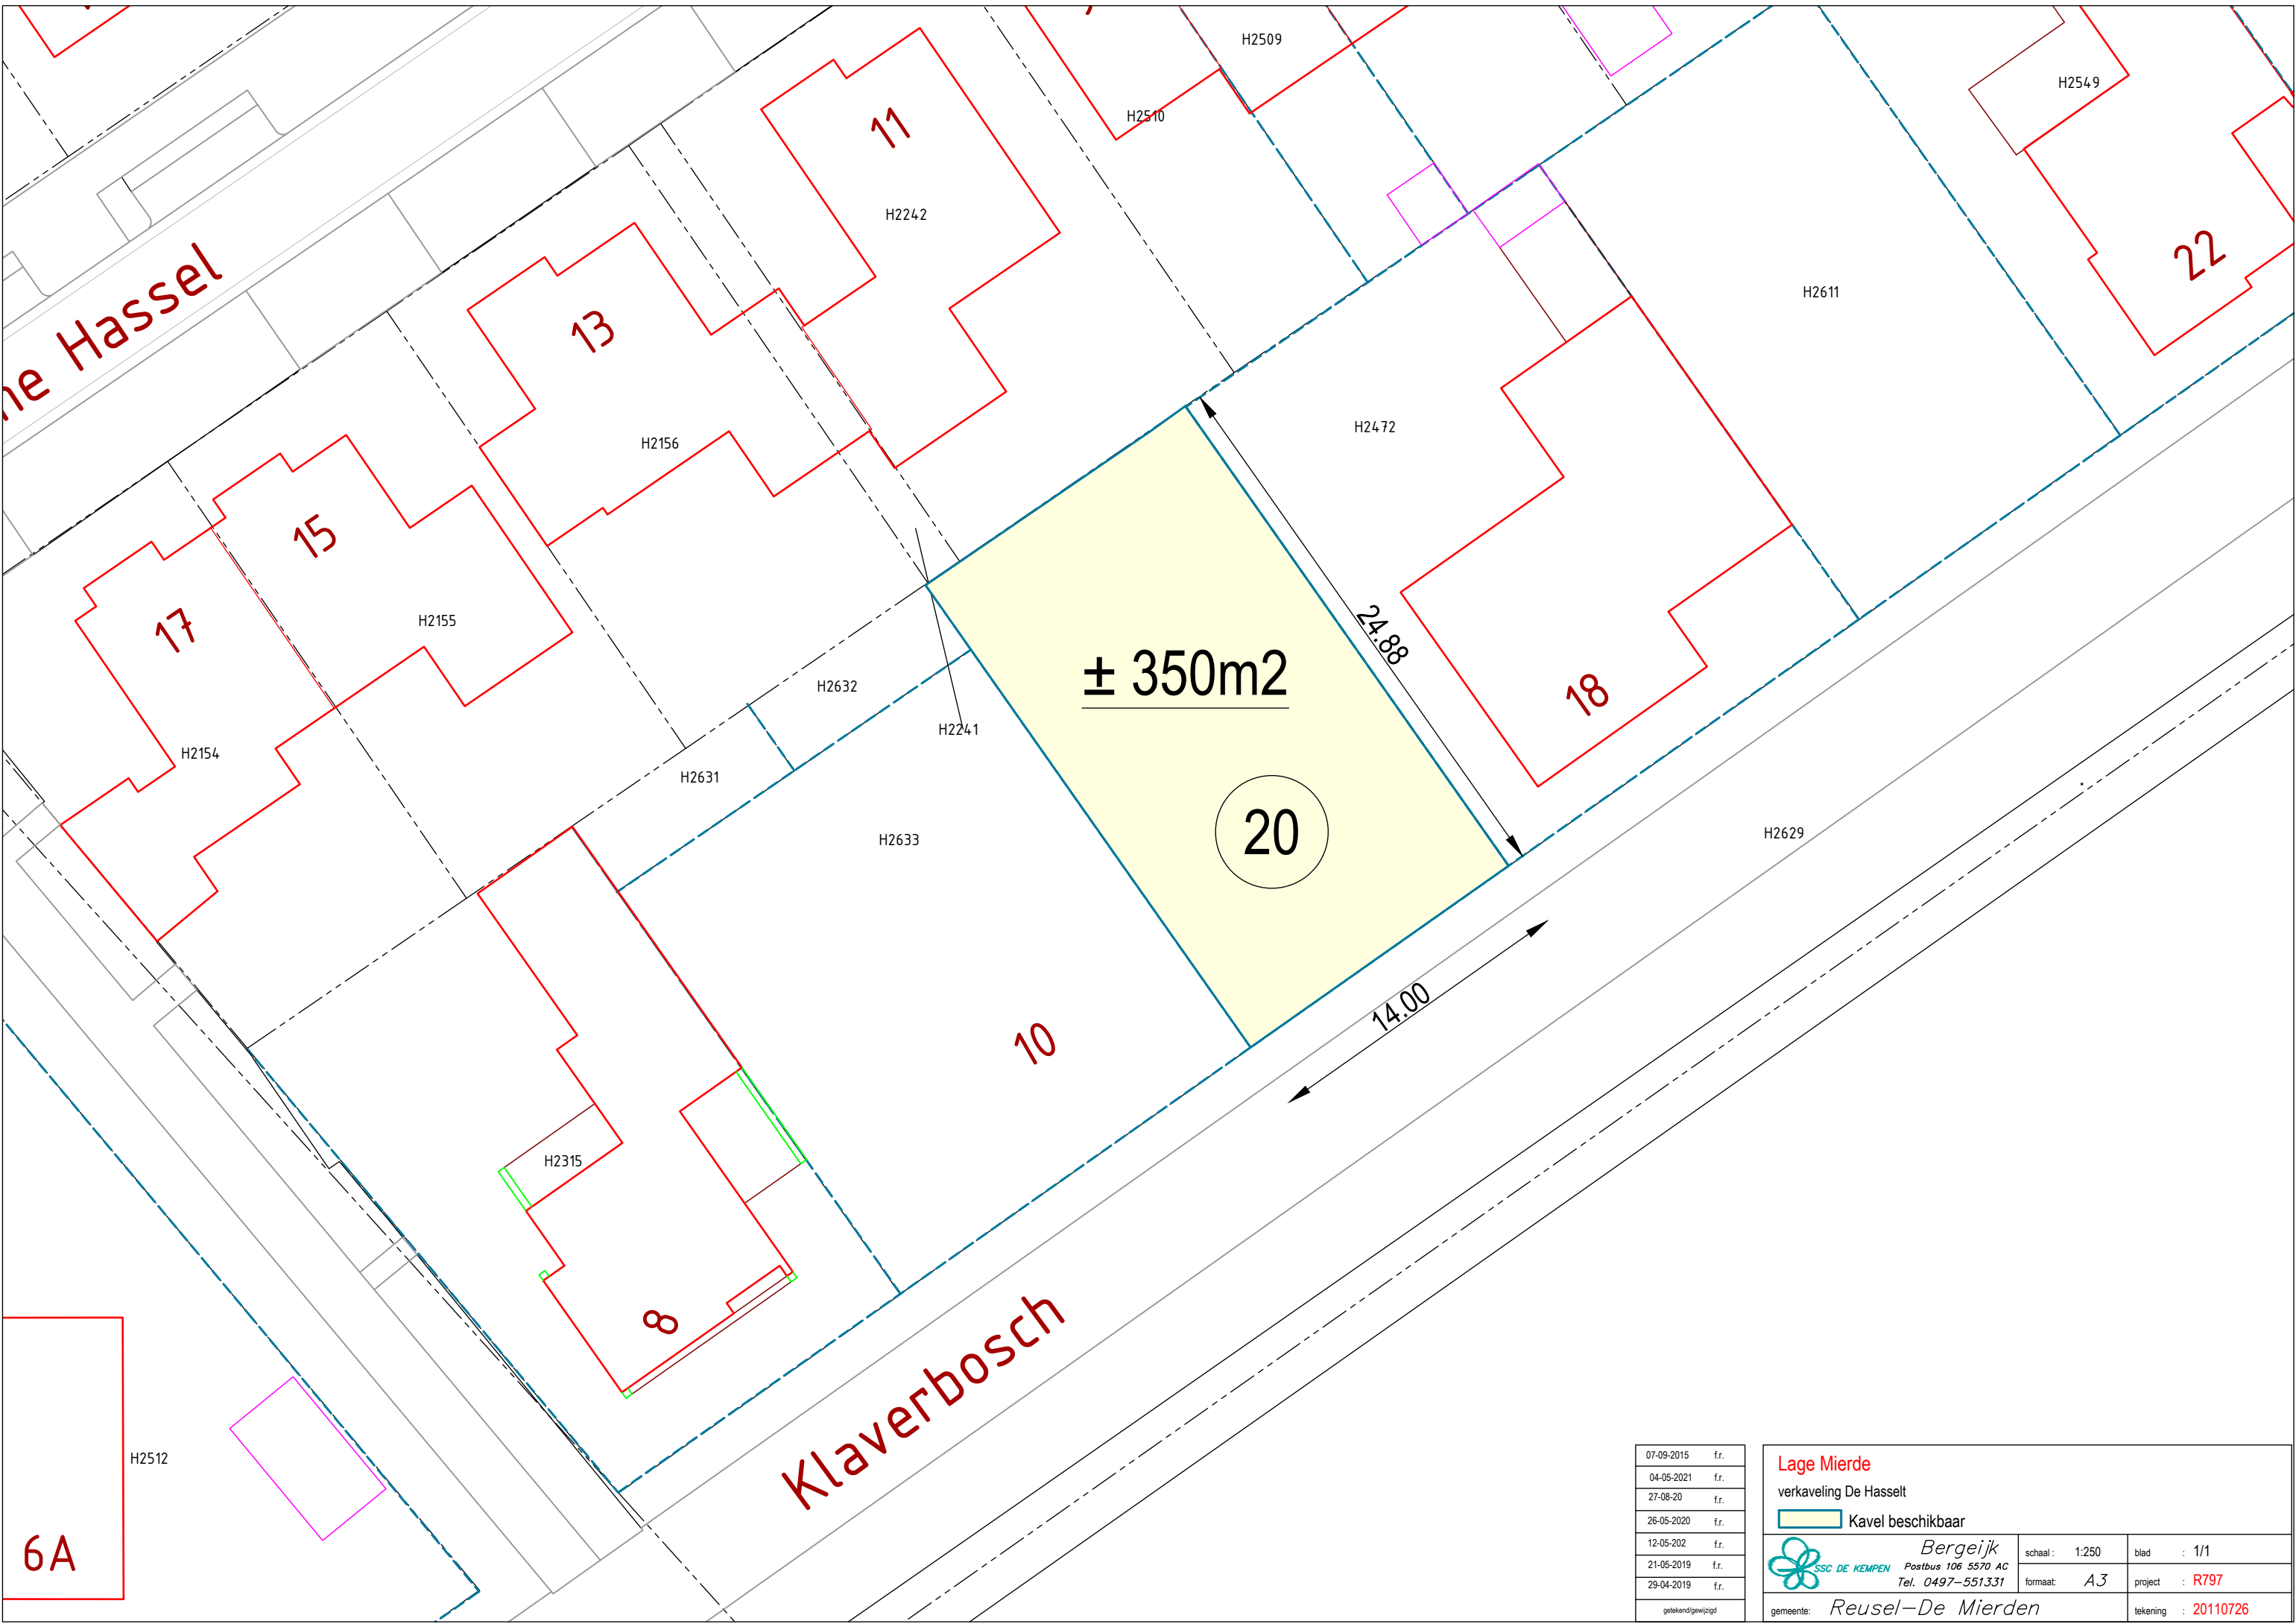 H2509
H2549
H2510
11
H2242
22
ne Hassel
13
H2611
H2472
H2156
15
17
H2155
24.88
± 350m2
H2632
18
H2241
H2154
H2631
20
H2633
H2629
14.00
10
H2315
8
Klaverbosch
H2512
6A
07-09-2015 f.r.
04-05-2021 f.r.
27-08-20 f.r.
26-05-2020 f.r.
12-05-202 f.r.
21-05-2019 f.r.
29-04-2019 f.r.
getekend/gewijzigd
Lage Mierde
verkaveling De Hasselt
Kavel beschikbaar
SSC DE KEMPEN
Bergeijk
Postbus 106 5570 AC
Tel. 0497-551331
schaal : 1:250
blad : 1/1
formaat: A3
project : R797
gemeente: Reusel-De Mierden
tekening : 20110726